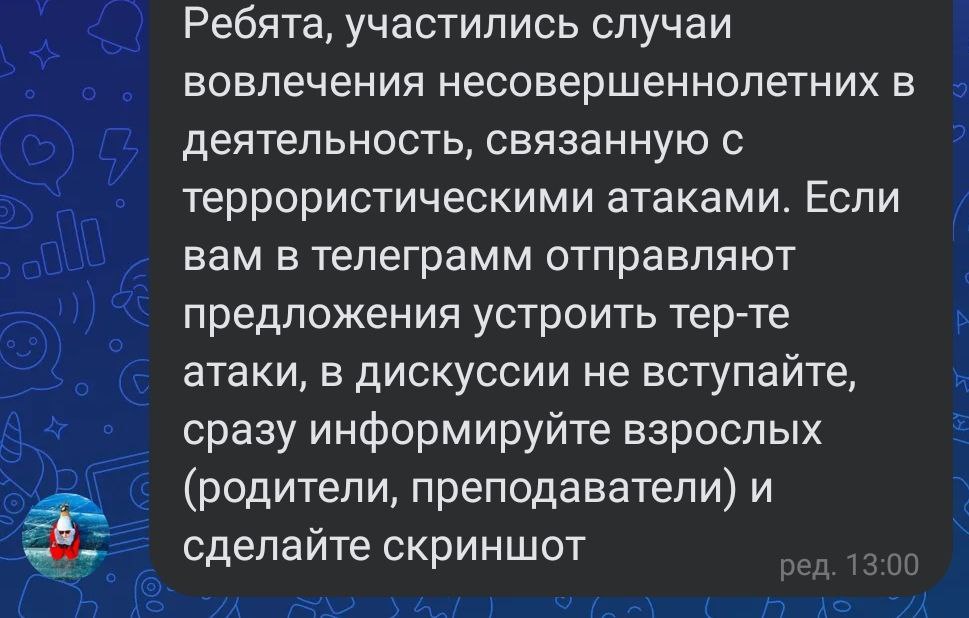 Ребята, участились случаи
вовлечения несовершеннолетних в
деятельность, связанную с
террористическими атаками. Если
вам в телеграмм отправляют
предложения устроить тер-те
атаки, в дискуссии не вступайте,
сразу информируйте взрослых
(родители, преподаватели) и
сделайте скриншот
ред. 13:00